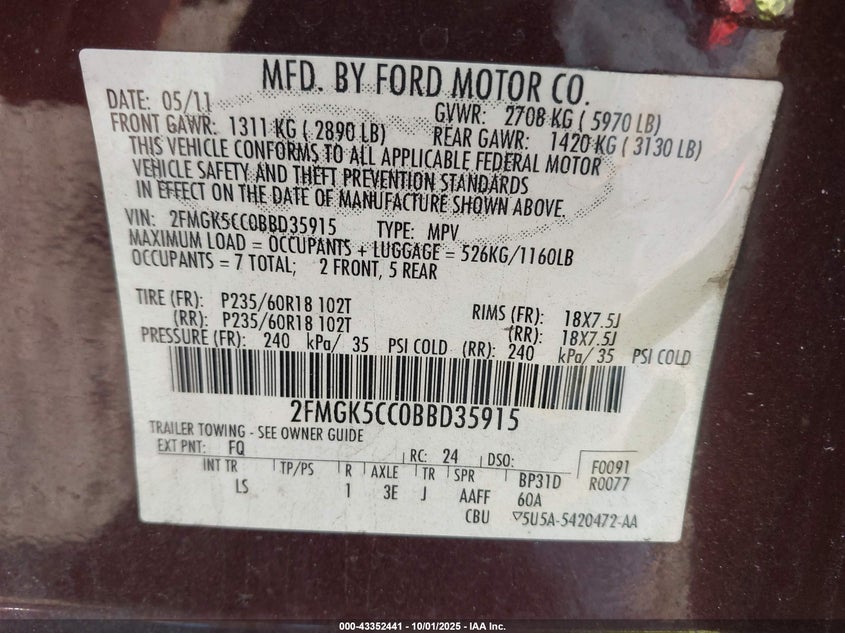 MFD. BY FORD MOTOR CO.
DATE: 05/11 GVWR: 2708 KG ( 5970 LB)
FRONT GAWR: 1311 KG ( 2890 LB) REAR GAWR: 1420 KG ( 3130 LB)
THIS VEHICLE CONFORMS TO ALL APPLICABLE FEDERAL MOTOR
VEHICLE SAFETY AND THEFT PREVENTION STANDARDS
IN EFFECT ON THE DATE OF MANUFACTURE SHOWN ABOVE.
VIN: 2FMGK5CC0BBD35915 TYPE: MPV
MAXIMUM LOAD = OCCUPANTS + LUGGAGE = 526KG/1160LB
OCCUPANTS = 7 TOTAL; 2 FRONT, 5 REAR
TIRE (FR): P235/60R18 102T RIMS (FR): 18X7.5J
(RR): P235/60R18 102T (RR): 18X7.5J
PRESSURE (FR): 240 kPa/ 35 PSI COLD (RR): 240 kPa/ 35 PSI COLD
2FMGK5CC0BBD35915
TRAILER TOWING - SEE OWNER GUIDE
EXT PNT: FQ RC: 24 DSO: F0091
INT TR TP/PS R AXLE TR SPR BP31D R0077
LS 1 3E J AAFF 60A
CBU ▽5U5A-5420472-AA
000-43352441 - 10/01/2025 - IAA Inc.